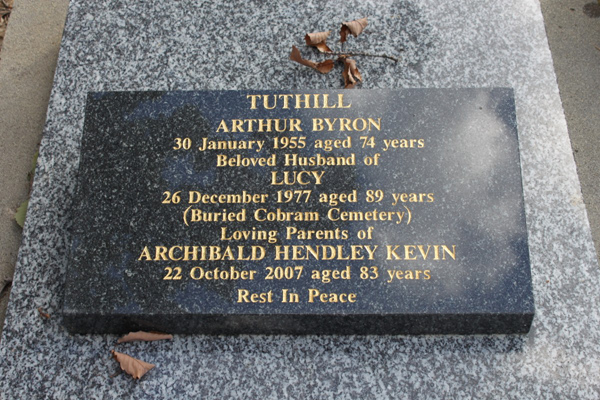 TUTHILL
ARTHUR BYRON
30 January 1955 aged 74 years
Beloved Husband of
LUCY
26 December 1977 aged 89 years
(Buried Cobram Cemetery)
Loving Parents of
ARCHIBALD HENDLEY KEVIN
22 October 2007 aged 83 years
Rest In Peace